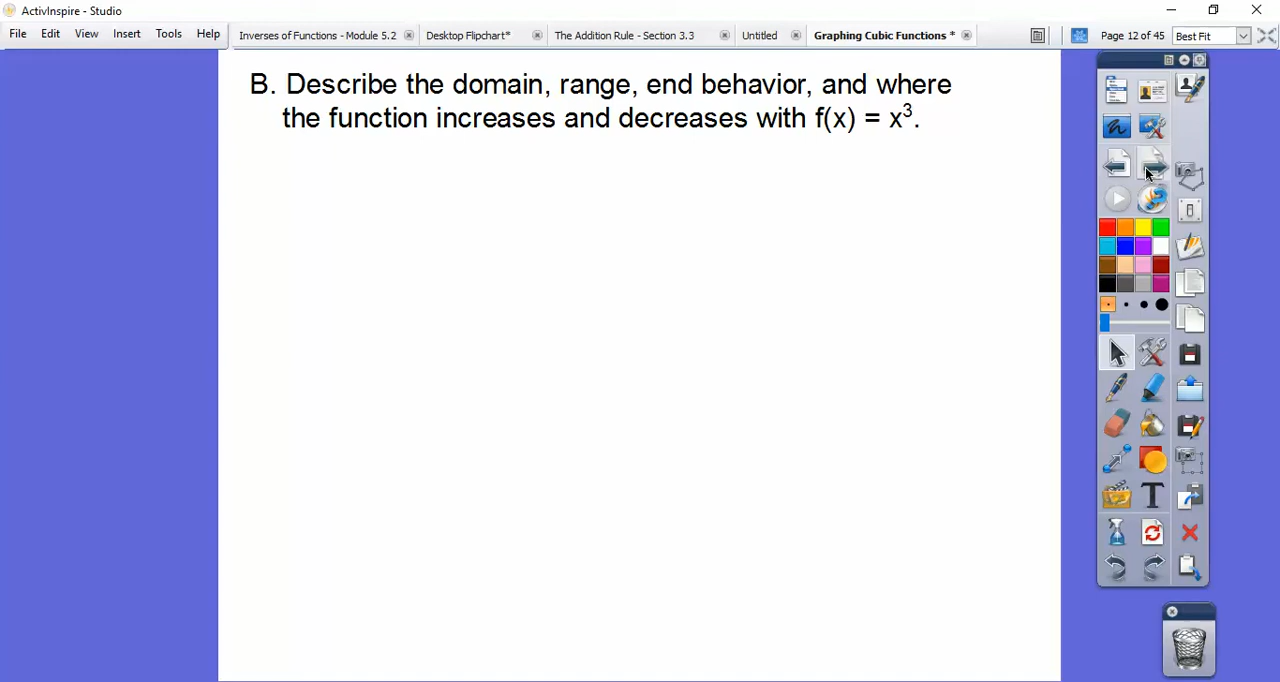 ActivInspire - Studio
File Edit View Insert Tools Help
Inverses of Functions - Module 5.2 Desktop Flipchart* The Addition Rule - Section 3.3 Untitled Graphing Cubic Functions * Page 12 of 45 Best Fit
B. Describe the domain, range, end behavior, and where
the function increases and decreases with f(x) = x³.
T